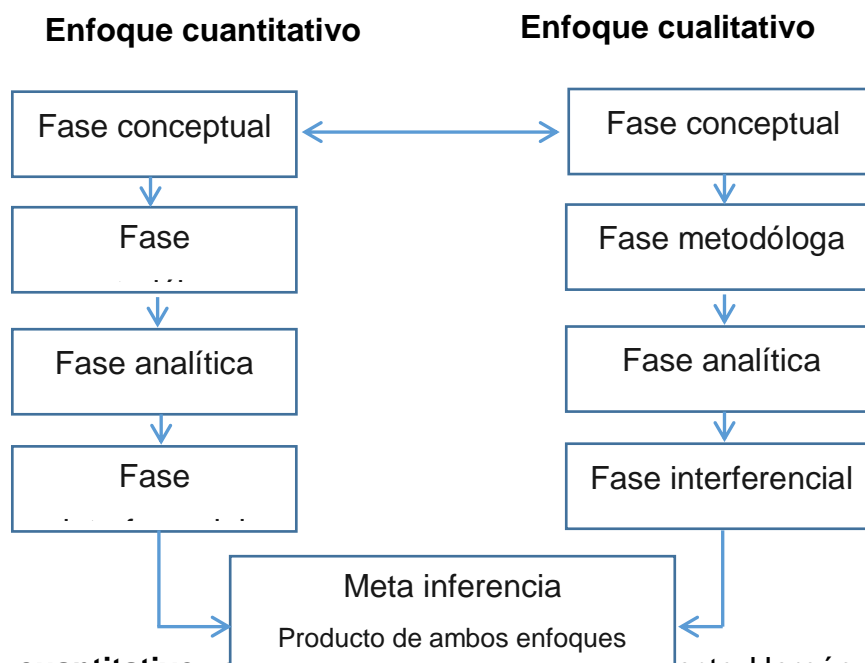 Enfoque cuantitativo
Enfoque cualitativo
Fase conceptual
Fase conceptual
Fase
Fase metodóloga
Fase analítica
Fase analítica
Fase
Fase interferencial
Meta inferencia
Producto de ambos enfoques